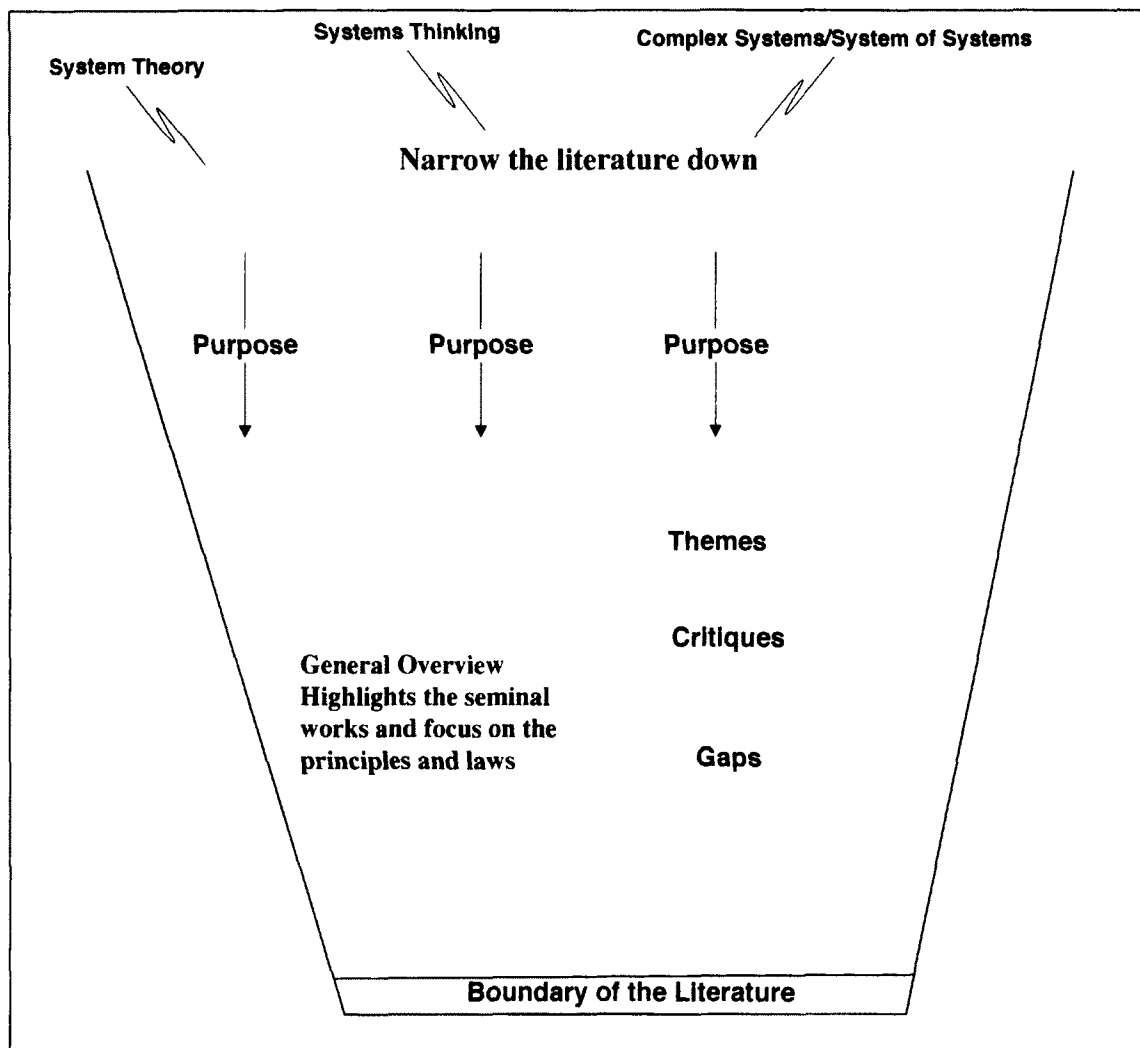 Systems Thinking
Complex Systems/System of Systems
System Theory
Narrow the literature down
Purpose
Purpose
Purpose
Themes
Critiques
General Overview
Highlights the seminal
works and focus on the
principles and laws
Gaps
Boundary of the Literature